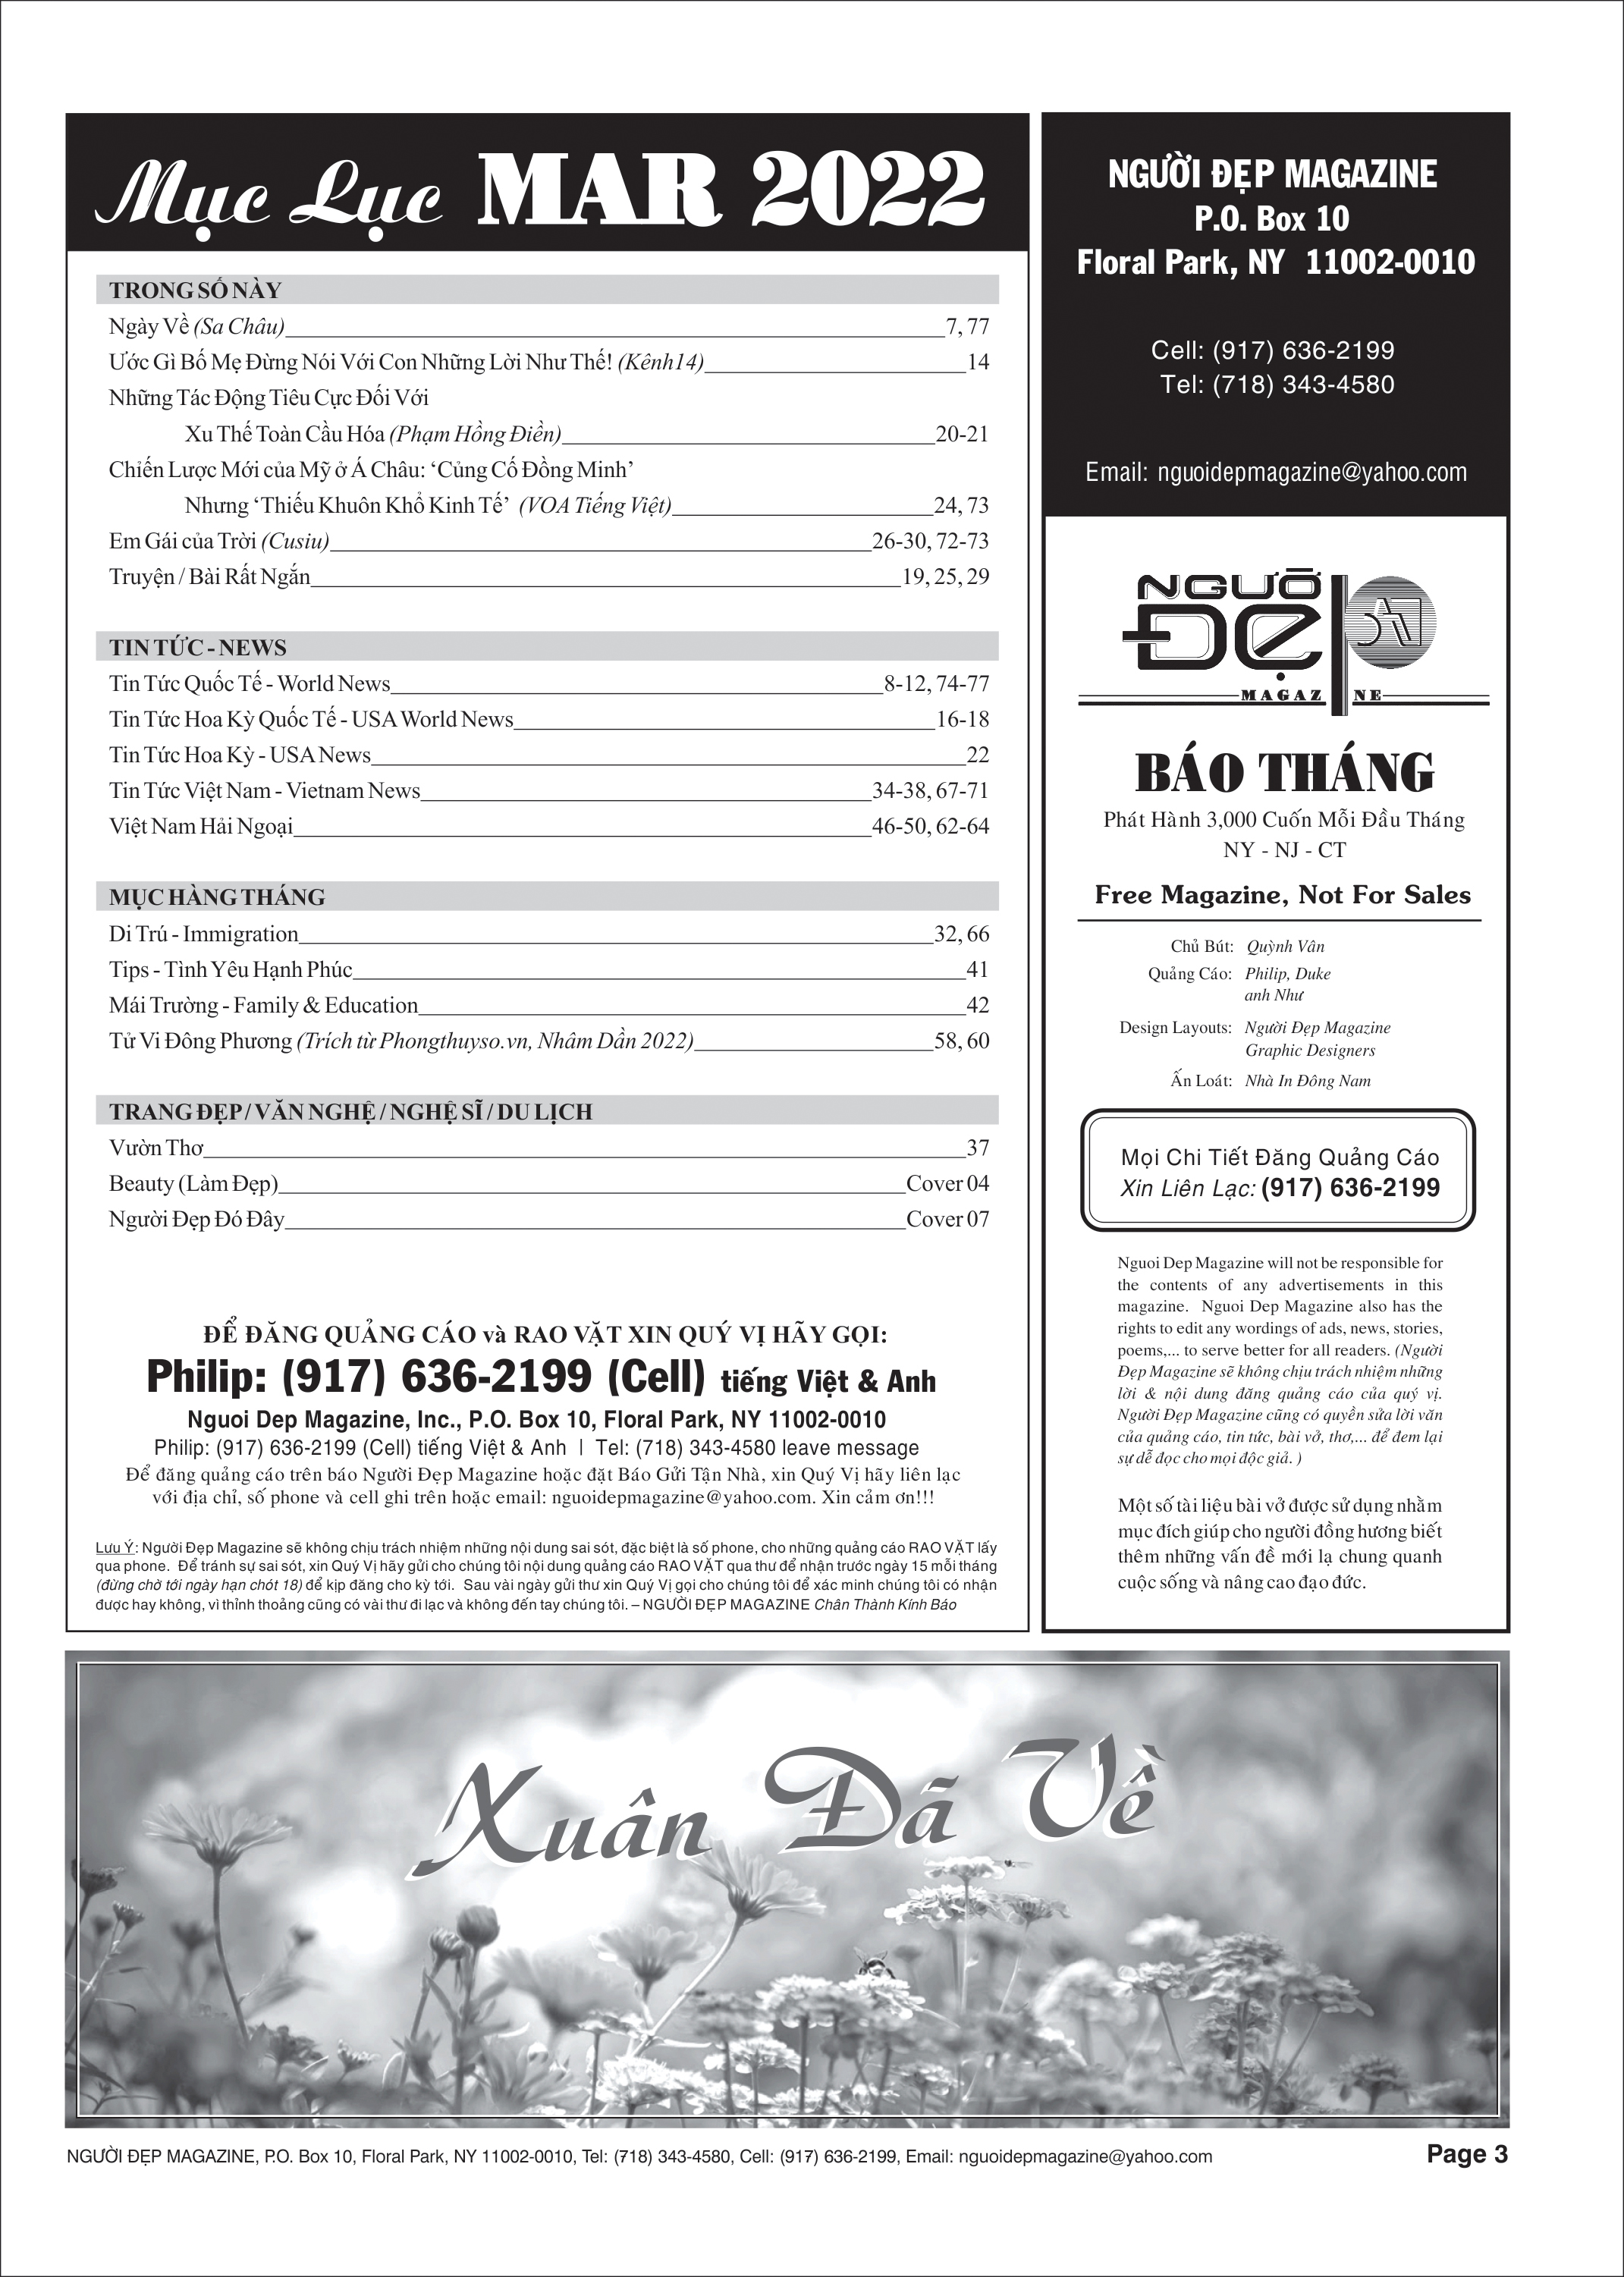 Mục Lục MAR 2022
TRONG SỐ NÀY
Ngày Về (Sa Châu) 7, 77
Ước Gì Bố Mẹ Đừng Nói Với Con Những Lời Như Thế! (Kênh14) 14
Những Tác Động Tiêu Cực Đối Với
Xu Thế Toàn Cầu Hóa (Phạm Hồng Điền) 20-21
Chiến Lược Mới của Mỹ ở Á Châu: ‘Củng Cố Đồng Minh’
Nhưng ‘Thiếu Khuôn Khổ Kinh Tế’ (VOA Tiếng Việt) 24, 73
Em Gái của Trời (Cusiu) 26-30, 72-73
Truyện / Bài Rất Ngắn 19, 25, 29
TIN TỨC - NEWS
Tin Tức Quốc Tế - World News 8-12, 74-77
Tin Tức Hoa Kỳ Quốc Tế - USA World News 16-18
Tin Tức Hoa Kỳ - USA News 22
Tin Tức Việt Nam - Vietnam News 34-38, 67-71
Việt Nam Hải Ngoại 46-50, 62-64
MỤC HÀNG THÁNG
Di Trú - Immigration 32, 66
Tips - Tình Yêu Hạnh Phúc 41
Mái Trường - Family & Education 42
Tử Vi Đông Phương (Trích từ Phongthuyso.vn, Nhâm Dần 2022) 58, 60
TRANG ĐẸP / VĂN NGHỆ / NGHỆ SĨ / DU LỊCH
Vườn Thơ 37
Beauty (Làm Đẹp) Cover 04
Người Đẹp Đó Đây Cover 07
ĐỂ ĐĂNG QUẢNG CÁO và RAO VẶT XIN QUÝ VỊ HÃY GỌI:
Philip: (917) 636-2199 (Cell) tiếng Việt & Anh
Nguoi Dep Magazine, Inc., P.O. Box 10, Floral Park, NY 11002-0010
Philip: (917) 636-2199 (Cell) tiếng Việt & Anh | Tel: (718) 343-4580 leave message
Để đăng quảng cáo trên báo Người Đẹp Magazine hoặc đặt Báo Gửi Tận Nhà, xin Quý Vị hãy liên lạc
với địa chỉ, số phone và cell ghi trên hoặc email: nguoidepmagazine@yahoo.com. Xin cảm ơn!!!
Lưu Ý: Người Đẹp Magazine sẽ không chịu trách nhiệm những nội dung sai sót, đặc biệt là số phone, cho những quảng cáo RAO VẶT lấy
qua phone. Để tránh sự sai sót, xin Quý Vị hãy gửi cho chúng tôi nội dung quảng cáo RAO VẶT qua thư để nhận trước ngày 15 mỗi tháng
(đừng chờ tới ngày hạn chót 18) để kịp đăng cho kỳ tới. Sau vài ngày gửi thư xin Quý Vị gọi cho chúng tôi để xác minh chúng tôi có nhận
được hay không, vì thỉnh thoảng cũng có vài thư đi lạc và không đến tay chúng tôi. – NGƯỜI ĐẸP MAGAZINE Chân Thành Kính Báo
NGƯỜI ĐẸP MAGAZINE
P.O. Box 10
Floral Park, NY 11002-0010
Cell: (917) 636-2199
Tel: (718) 343-4580
Email: nguoidepmagazine@yahoo.com
NGƯỜI
ĐẸP
MAGAZINE
BÁO THÁNG
Phát Hành 3,000 Cuốn Mỗi Đầu Tháng
NY - NJ - CT
Free Magazine, Not For Sales
Chủ Bút: Quỳnh Vân
Quảng Cáo: Philip, Duke
anh Như
Design Layouts: Người Đẹp Magazine
Graphic Designers
Ấn Loát: Nhà In Đông Nam
Mọi Chi Tiết Đăng Quảng Cáo
Xin Liên Lạc: (917) 636-2199
Nguoi Dep Magazine will not be responsible for
the contents of any advertisements in this
magazine. Nguoi Dep Magazine also has the
rights to edit any wordings of ads, news, stories,
poems,... to serve better for all readers. (Người
Đẹp Magazine sẽ không chịu trách nhiệm những
lời & nội dung đăng quảng cáo của quý vị.
Người Đẹp Magazine cũng có quyền sửa lời văn
của quảng cáo, tin tức, bài vở, thơ,... để đem lại
sự dễ đọc cho mọi độc giả. )
Một số tài liệu bài vở được sử dụng nhằm
mục đích giúp cho người đồng hương biết
thêm những vấn đề mới lạ chung quanh
cuộc sống và nâng cao đạo đức.
Xuân Đã Về
NGƯỜI ĐẸP MAGAZINE, P.O. Box 10, Floral Park, NY 11002-0010, Tel: (718) 343-4580, Cell: (917) 636-2199, Email: nguoidepmagazine@yahoo.com
Page 3